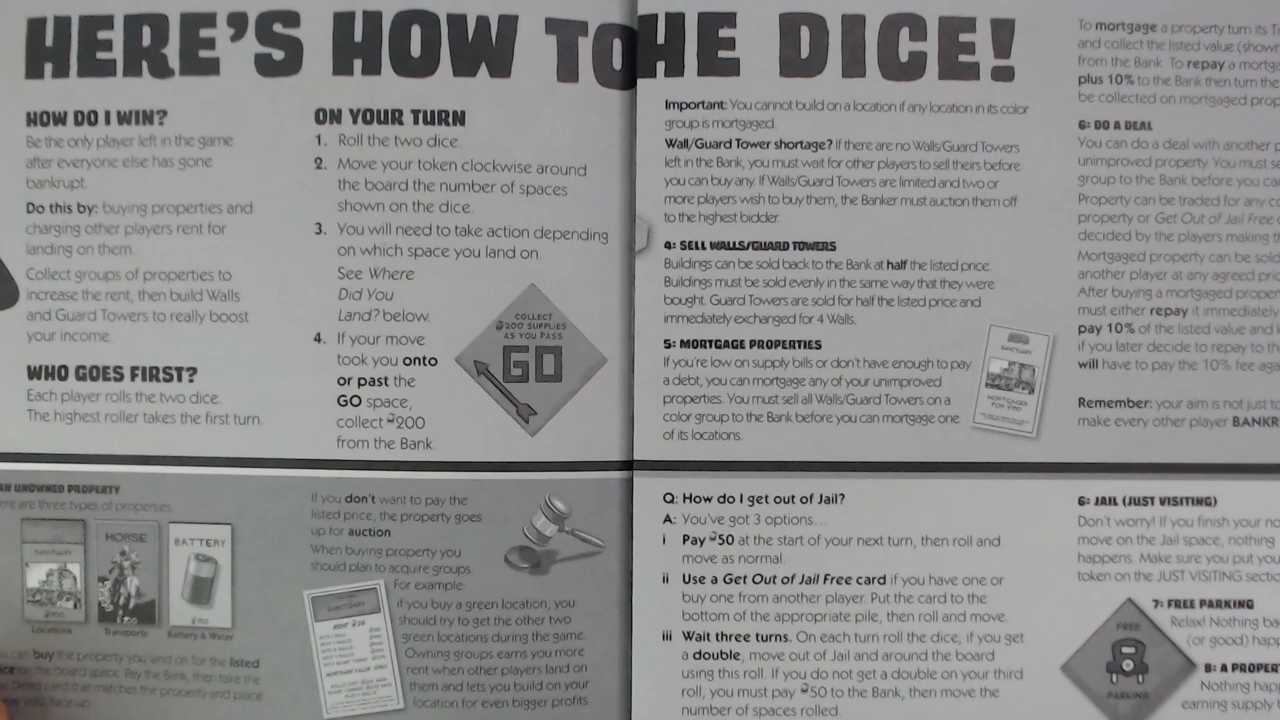 HERE'S HOW TO
HOW DO I WIN?
Be the only player left in the game
after everyone else has gone
bankrupt.
Do this by: buying properties and
charging other players rent for
landing on them.
Collect groups of properties to
increase the rent, then build Walls
and Guard Towers to really boost
your income.
WHO GOES FIRST?
Each player rolls the two dice.
The highest roller takes the first turn.
ON YOUR TURN
1. Roll the two dice.
2. Move your token clockwise around
the board the number of spaces
shown on the dice.
3. You will need to take action depending
on which space you land on.
See Where
Did You
Land? below.
4. If your move
took you onto
or past the
GO space,
collect 200
from the Bank.
COLLECT
200 SUPPLIES
AS YOU PASS
GO
AN UNOWNED PROPERTY
are three types of properties
SANCTUARY
HORSE
BATTERY
Locations
Transports
Battery & Water
can buy the property you land on for the listed
for the board space. Pay the Bank, then take the
Deed card that matches the property and place
face up.
If you don't want to pay the
listed price, the property goes
up for auction.
When buying property you
should plan to acquire groups.
For example:
if you buy a green location, you
should try to get the other two
green locations during the game.
Owning groups earns you more
rent when other players land on
them and lets you build on your
location for even bigger profits.
SANCTUARY
HE DICE!
Important: You cannot build on a location if any location in its color
group is mortgaged.
Wall/Guard Tower shortage? If there are no Walls/Guard Towers
left in the Bank, you must wait for other players to sell theirs before
you can buy any. If Walls/Guard Towers are limited and two or
more players wish to buy them, the Banker must auction them off
to the highest bidder.
4: SELL WALLS/GUARD TOWERS
Buildings can be sold back to the Bank at half the listed price.
Buildings must be sold evenly in the same way that they were
bought. Guard Towers are sold for half the listed price and
immediately exchanged for 4 Walls.
5: MORTGAGE PROPERTIES
If you're low on supply bills or don't have enough to pay
a debt, you can mortgage any of your unimproved
properties. You must sell all Walls/Guard Towers on a
color group to the Bank before you can mortgage one
of its locations.
SANCTUARY
MORTGAGED
To mortgage a property turn its T
and collect the listed value (show
from the Bank. To repay a mortg
plus 10% to the Bank then turn the
be collected on mortgaged prop
6: DO A DEAL
You can do a deal with another p
unimproved property. You must s
group to the Bank before you ca
Property can be traded for any c
property or Get Out of Jail Free
decided by the players making t
Mortgaged property can be sold
another player at any agreed pri
After buying a mortgaged proper
must either repay it immediately
pay 10% of the listed value and
if you later decide to repay to th
will have to pay the 10% fee aga
Remember: your aim is not just to
make every other player BANKR
Q: How do I get out of Jail?
A: You've got 3 options...
i Pay 50 at the start of your next turn, then roll and
move as normal.
ii Use a Get Out of Jail Free card if you have one or
buy one from another player. Put the card to the
bottom of the appropriate pile, then roll and move.
iii Wait three turns. On each turn roll the dice; if you get
a double, move out of Jail and around the board
using this roll. If you do not get a double on your third
roll, you must pay 50 to the Bank, then move the
number of spaces rolled.
6: JAIL (JUST VISITING)
Don't worry! If you finish your no
move on the Jail space, nothing
happens. Make sure you put you
token on the JUST VISITING sectio
7: FREE PARKING
Relax! Nothing ba
(or good) happ
FREE
PARKING
8: A PROPER
Nothing hap
earning supply